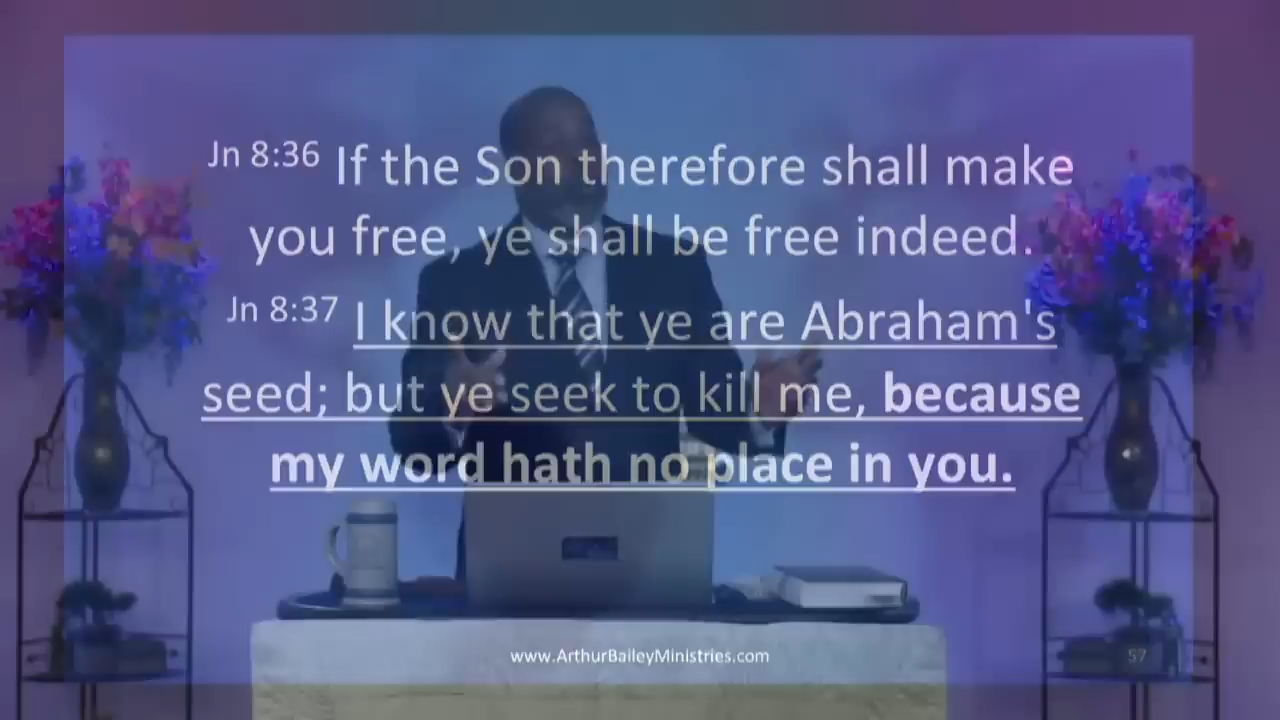 Jn 8:36 If the Son therefore shall make
you free, ye shall be free indeed.
Jn 8:37 I know that ye are Abraham's
seed; but ye seek to kill me, because
my word hath no place in you.
www.ArthurBaileyMinistries.com
57